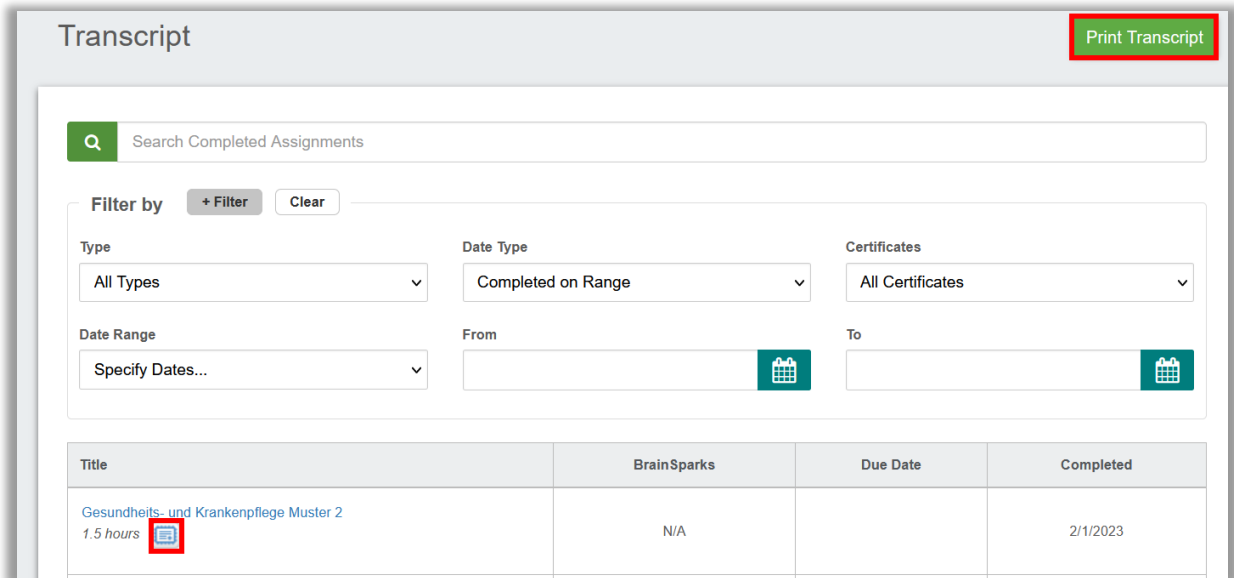 Transcript
Print Transcript
Search Completed Assignments
Filter by
+ Filter
Clear
Type
Date Type
Certificates
All Types
Completed on Range
All Certificates
Date Range
From
To
Specify Dates...
Title
BrainSparks
Due Date
Completed
Gesundheits- und Krankenpflege Muster 2
1.5 hours
N/A
2/1/2023